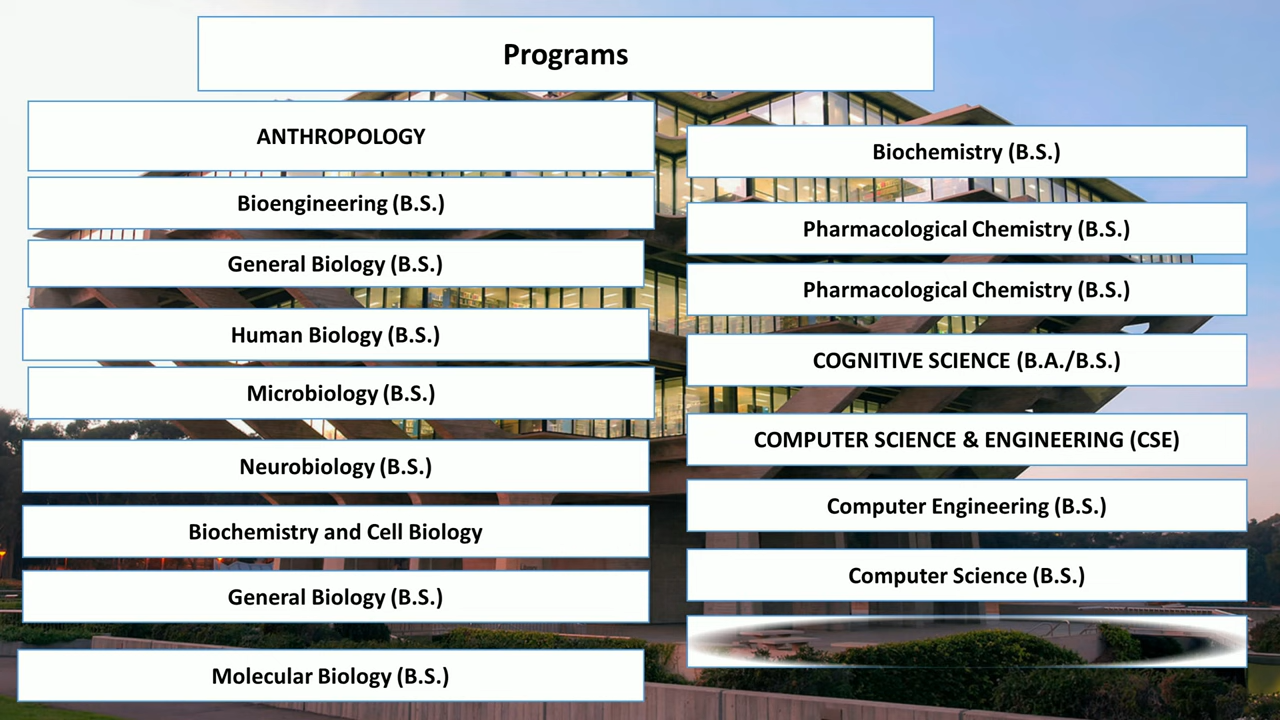 Programs
ANTHROPOLOGY
Bioengineering (B.S.)
General Biology (B.S.)
Human Biology (B.S.)
Microbiology (B.S.)
Neurobiology (B.S.)
Biochemistry and Cell Biology
General Biology (B.S.)
Molecular Biology (B.S.)
Biochemistry (B.S.)
Pharmacological Chemistry (B.S.)
Pharmacological Chemistry (B.S.)
COGNITIVE SCIENCE (B.A./B.S.)
COMPUTER SCIENCE & ENGINEERING (CSE)
Computer Engineering (B.S.)
Computer Science (B.S.)